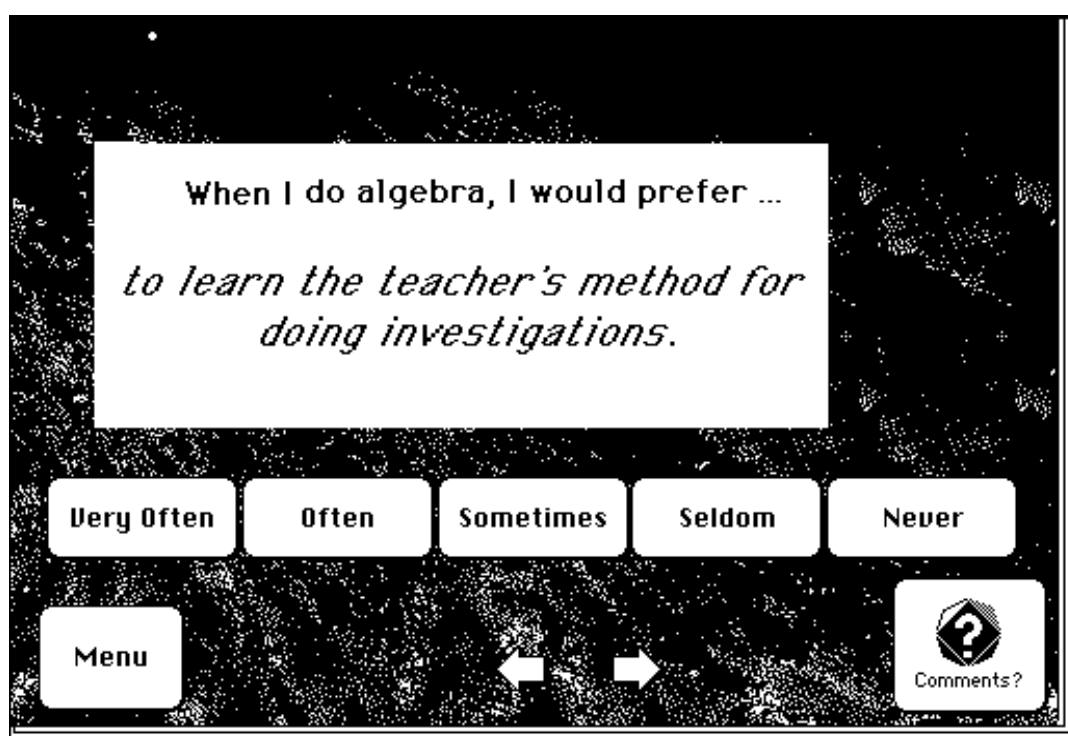 When I do algebra, I would prefer ...
to learn the teacher's method for
doing investigations.
Very Often
Often
Sometimes
Seldom
Never
Menu
?
Comments?